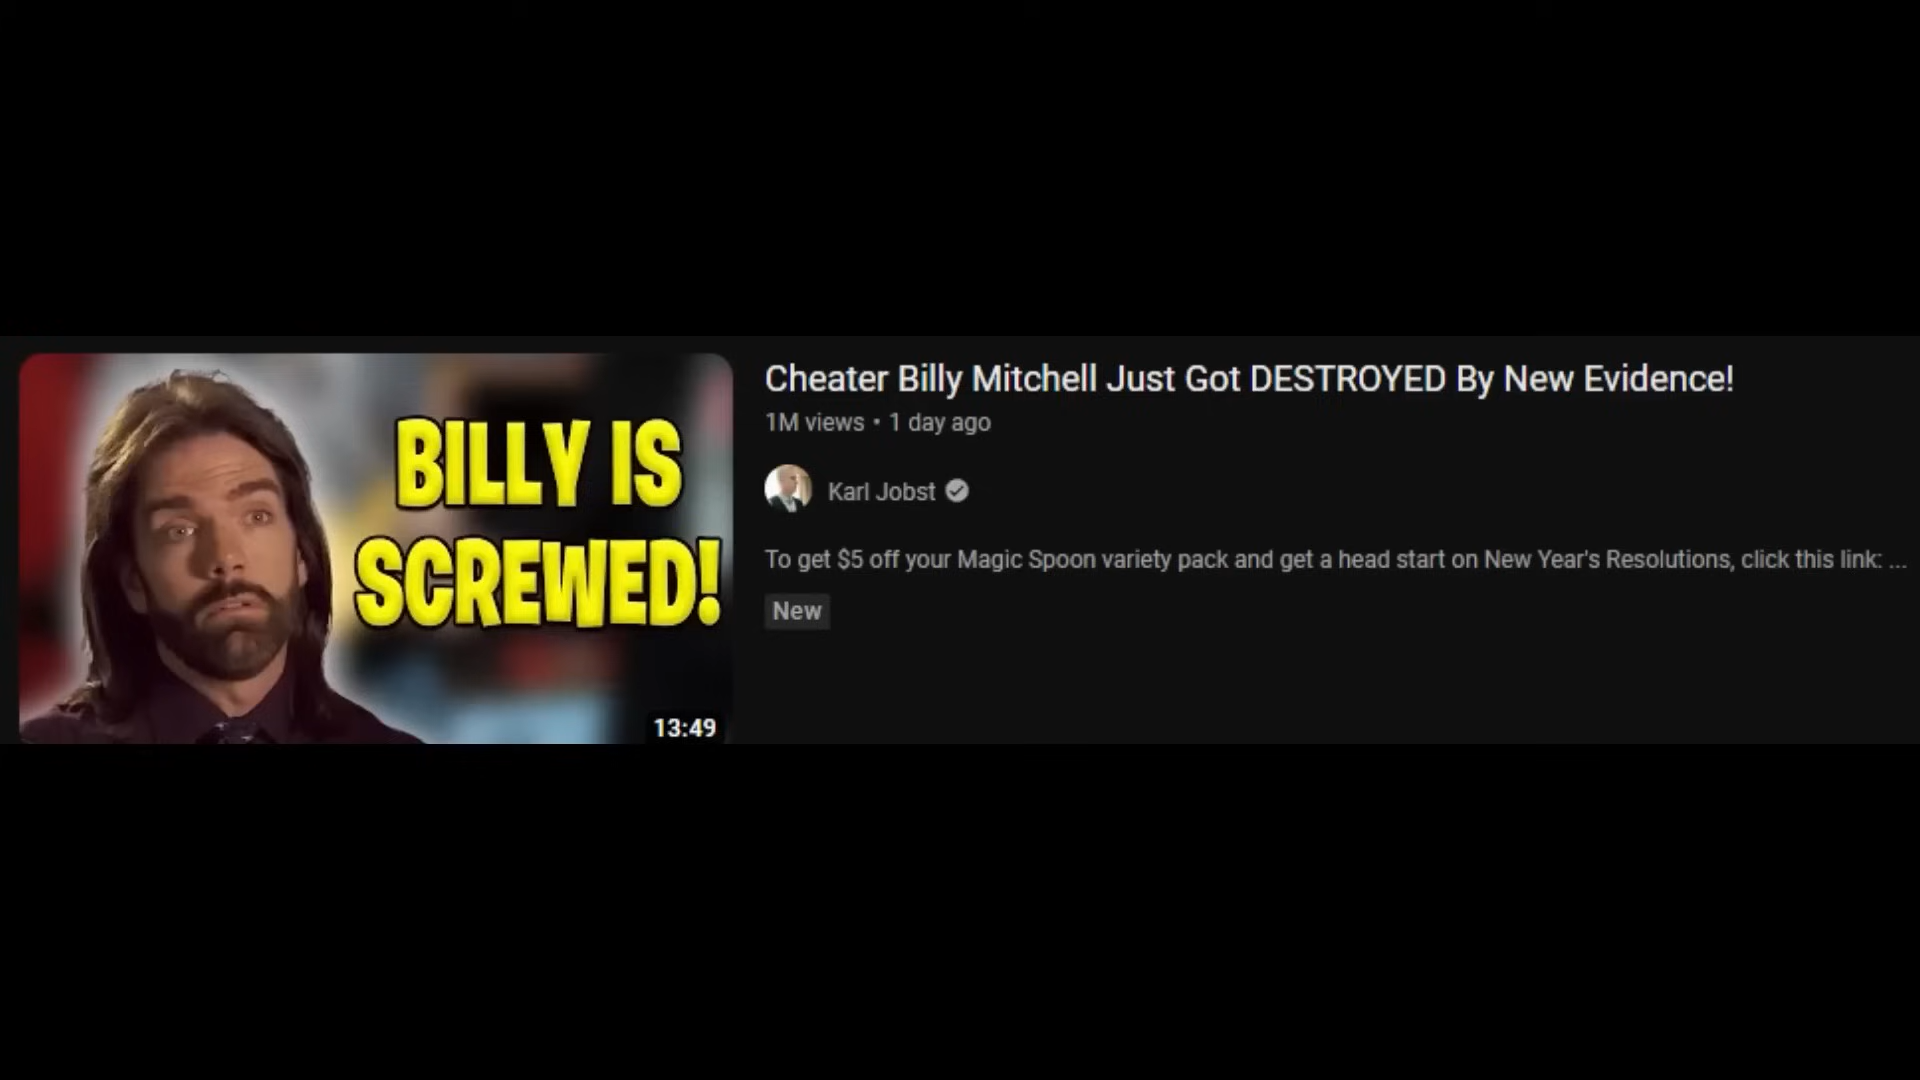 BILLY IS
SCREWED!
13:49
Cheater Billy Mitchell Just Got DESTROYED By New Evidence!
1M views • 1 day ago
Karl Jobst
To get $5 off your Magic Spoon variety pack and get a head start on New Year's Resolutions, click this link: ...
New